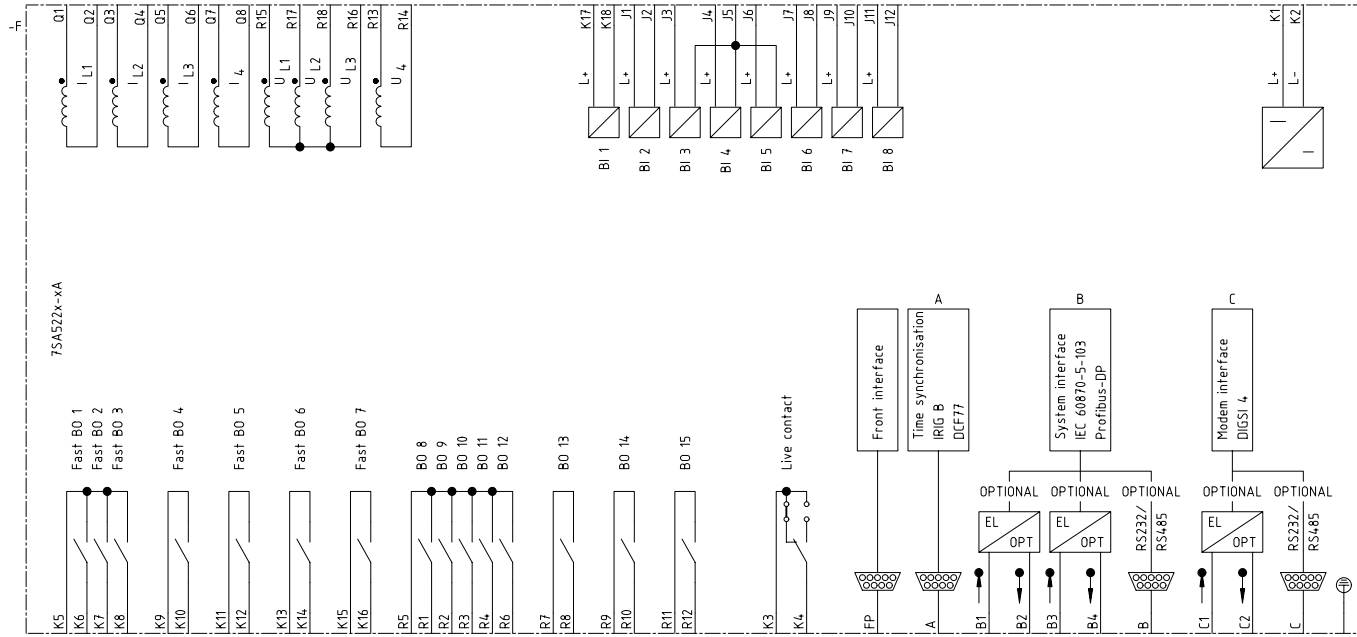 -F
Q1
Q2
Q3
Q4
Q5
Q6
Q7
Q8
R15
R17
R18
R16
R13
R14
K17
K18
J1
J2
J3
J4
J5
J6
J7
J8
J9
J10
J11
J12
K1
K2
I L1
I L2
I L3
I 4
U L1
U L2
U L3
U 4
L+
L+
L+
L+
L+
L+
L+
L+
L+
L-
BI 1
BI 2
BI 3
BI 4
BI 5
BI 6
BI 7
BI 8
7SA522x-xA
A
B
C
Front interface
Time synchronisation
IRIG B
DCF77
System interface
IEC 60870-5-103
Profibus-DP
Modem interface
DIGSI 4
Fast BO 1
Fast BO 2
Fast BO 3
Fast BO 4
Fast BO 5
Fast BO 6
Fast BO 7
BO 8
BO 9
BO 10
BO 11
BO 12
BO 13
BO 14
BO 15
Live contact
OPTIONAL
OPTIONAL
OPTIONAL
OPTIONAL
OPTIONAL
EL
OPT
EL
OPT
RS232/
RS485
EL
OPT
RS232/
RS485
K5
K6
K7
K8
K9
K10
K11
K12
K13
K14
K15
K16
R5
R1
R2
R3
R4
R6
R7
R8
R9
R10
R11
R12
K3
K4
FP
A
B1
B2
B3
B4
B
C1
C2
C